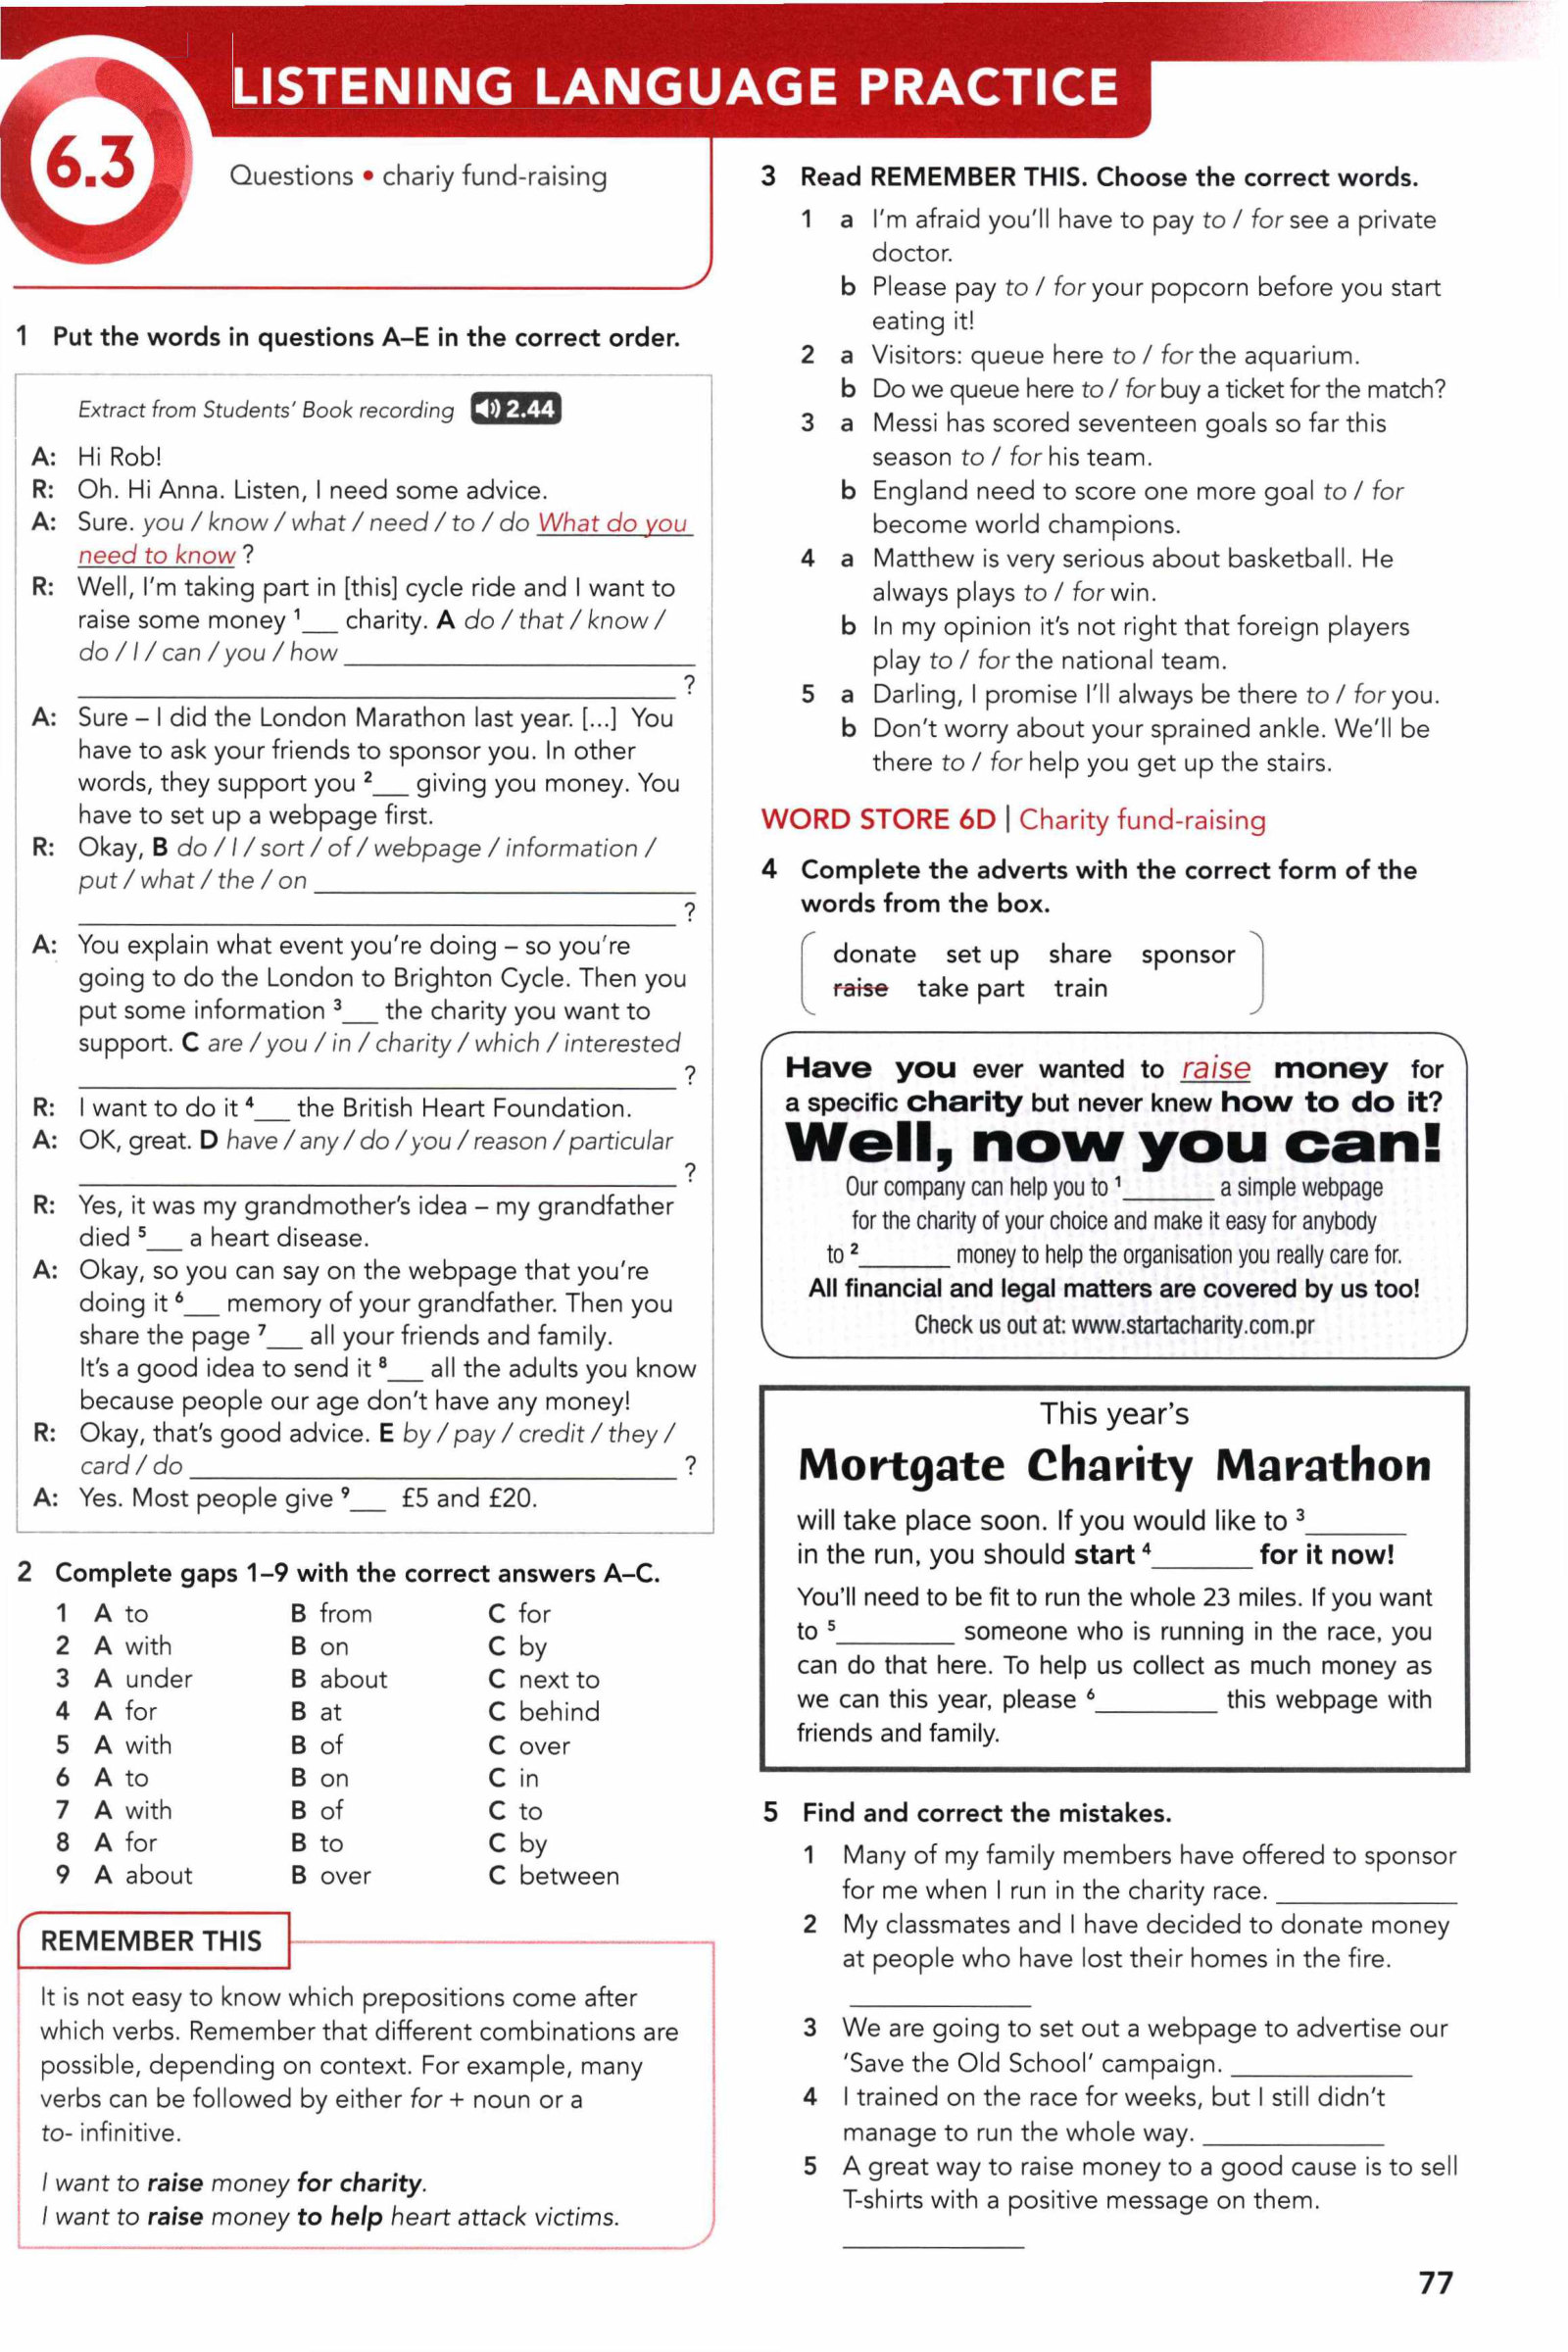 LISTENING LANGUAGE PRACTICE
6.3
Questions • chariy fund-raising
1 Put the words in questions A–E in the correct order.
Extract from Students' Book recording 2.44
A: Hi Rob!
R: Oh. Hi Anna. Listen, I need some advice.
A: Sure. you / know / what / need / to / do What do you
need to know ?
R: Well, I'm taking part in [this] cycle ride and I want to
raise some money 1___ charity. A do / that / know /
do / I / can / you / how ______
______ ?
A: Sure – I did the London Marathon last year. [...] You
have to ask your friends to sponsor you. In other
words, they support you 2___ giving you money. You
have to set up a webpage first.
R: Okay, B do / I / sort / of / webpage / information /
put / what / the / on ______
______ ?
A: You explain what event you're doing – so you're
going to do the London to Brighton Cycle. Then you
put some information 3___ the charity you want to
support. C are / you / in / charity / which / interested
______ ?
R: I want to do it 4___ the British Heart Foundation.
A: OK, great. D have / any / do / you / reason / particular
______ ?
R: Yes, it was my grandmother's idea – my grandfather
died 5___ a heart disease.
A: Okay, so you can say on the webpage that you're
doing it 6___ memory of your grandfather. Then you
share the page 7___ all your friends and family.
It's a good idea to send it 8___ all the adults you know
because people our age don't have any money!
R: Okay, that's good advice. E by / pay / credit / they /
card / do ______ ?
A: Yes. Most people give 9___ £5 and £20.
2 Complete gaps 1–9 with the correct answers A–C.
1 A to B from C for
2 A with B on C by
3 A under B about C next to
4 A for B at C behind
5 A with B of C over
6 A to B on C in
7 A with B of C to
8 A for B to C by
9 A about B over C between
REMEMBER THIS
It is not easy to know which prepositions come after
which verbs. Remember that different combinations are
possible, depending on context. For example, many
verbs can be followed by either for + noun or a
to- infinitive.
I want to raise money for charity.
I want to raise money to help heart attack victims.
3 Read REMEMBER THIS. Choose the correct words.
1 a I'm afraid you'll have to pay to / for see a private
doctor.
b Please pay to / for your popcorn before you start
eating it!
2 a Visitors: queue here to / for the aquarium.
b Do we queue here to / for buy a ticket for the match?
3 a Messi has scored seventeen goals so far this
season to / for his team.
b England need to score one more goal to / for
become world champions.
4 a Matthew is very serious about basketball. He
always plays to / for win.
b In my opinion it's not right that foreign players
play to / for the national team.
5 a Darling, I promise I'll always be there to / for you.
b Don't worry about your sprained ankle. We'll be
there to / for help you get up the stairs.
WORD STORE 6D | Charity fund-raising
4 Complete the adverts with the correct form of the
words from the box.
donate set up share sponsor
raise take part train
Have you ever wanted to raise money for
a specific charity but never knew how to do it?
Well, now you can!
Our company can help you to 1______ a simple webpage
for the charity of your choice and make it easy for anybody
to 2______ money to help the organisation you really care for.
All financial and legal matters are covered by us too!
Check us out at: www.startacharity.com.pr
This year's
Mortgate Charity Marathon
will take place soon. If you would like to 3______
in the run, you should start 4______ for it now!
You'll need to be fit to run the whole 23 miles. If you want
to 5______ someone who is running in the race, you
can do that here. To help us collect as much money as
we can this year, please 6______ this webpage with
friends and family.
5 Find and correct the mistakes.
1 Many of my family members have offered to sponsor
for me when I run in the charity race. ______
2 My classmates and I have decided to donate money
at people who have lost their homes in the fire.
______
3 We are going to set out a webpage to advertise our
'Save the Old School' campaign. ______
4 I trained on the race for weeks, but I still didn't
manage to run the whole way. ______
5 A great way to raise money to a good cause is to sell
T-shirts with a positive message on them.
______
77